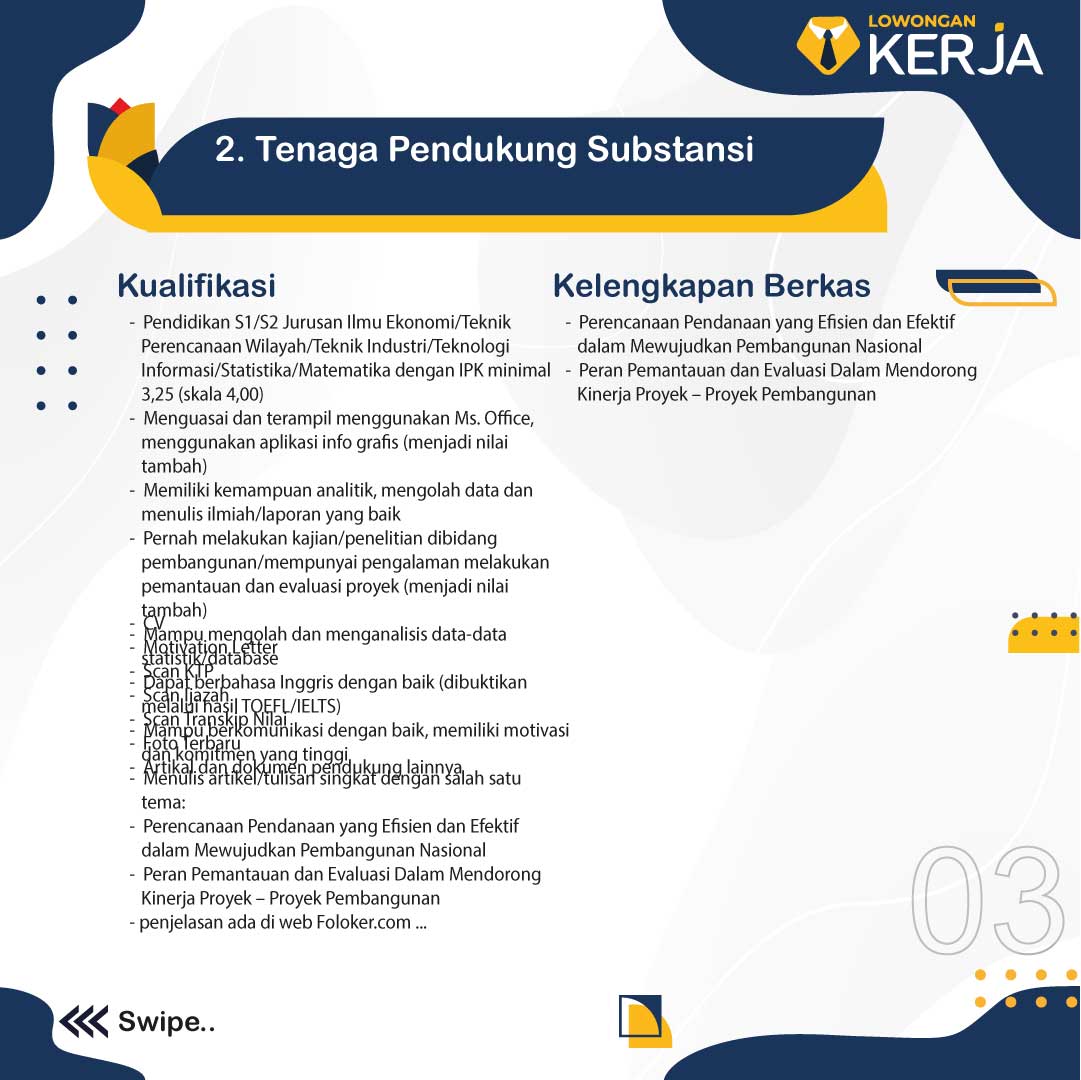 LOWONGAN
KERJA
2. Tenaga Pendukung Substansi
Kualifikasi
- Pendidikan S1/S2 Jurusan Ilmu Ekonomi/Teknik
Perencanaan Wilayah/Teknik Industri/Teknologi
Informasi/Statistika/Matematika dengan IPK minimal
3,25 (skala 4,00)
- Menguasai dan terampil menggunakan Ms. Office,
menggunakan aplikasi info grafis (menjadi nilai
tambah)
- Memiliki kemampuan analitik, mengolah data dan
menulis ilmiah/laporan yang baik
- Pernah melakukan kajian/penelitian dibidang
pembangunan/mempunyai pengalaman melakukan
pemantauan dan evaluasi proyek (menjadi nilai
tambah)
- Mampu mengolah dan menganalisis data-data
statistik/database
- Dapat berbahasa Inggris dengan baik (dibuktikan
melalui hasil TOEFL/IELTS)
- Mampu berkomunikasi dengan baik, memiliki motivasi
dan komitmen yang tinggi
- Menulis artikel/tulisan singkat dengan salah satu
tema:
- Perencanaan Pendanaan yang Efisien dan Efektif
dalam Mewujudkan Pembangunan Nasional
- Peran Pemantauan dan Evaluasi Dalam Mendorong
Kinerja Proyek – Proyek Pembangunan
- penjelasan ada di web Foloker.com ...
- CV
- Motivation Letter
- Scan KTP
- Scan Ijazah
- Scan Transkip Nilai
- Foto Terbaru
- Artikal dan dokumen pendukung lainnya
Kelengkapan Berkas
- Perencanaan Pendanaan yang Efisien dan Efektif
dalam Mewujudkan Pembangunan Nasional
- Peran Pemantauan dan Evaluasi Dalam Mendorong
Kinerja Proyek – Proyek Pembangunan
03
Swipe..